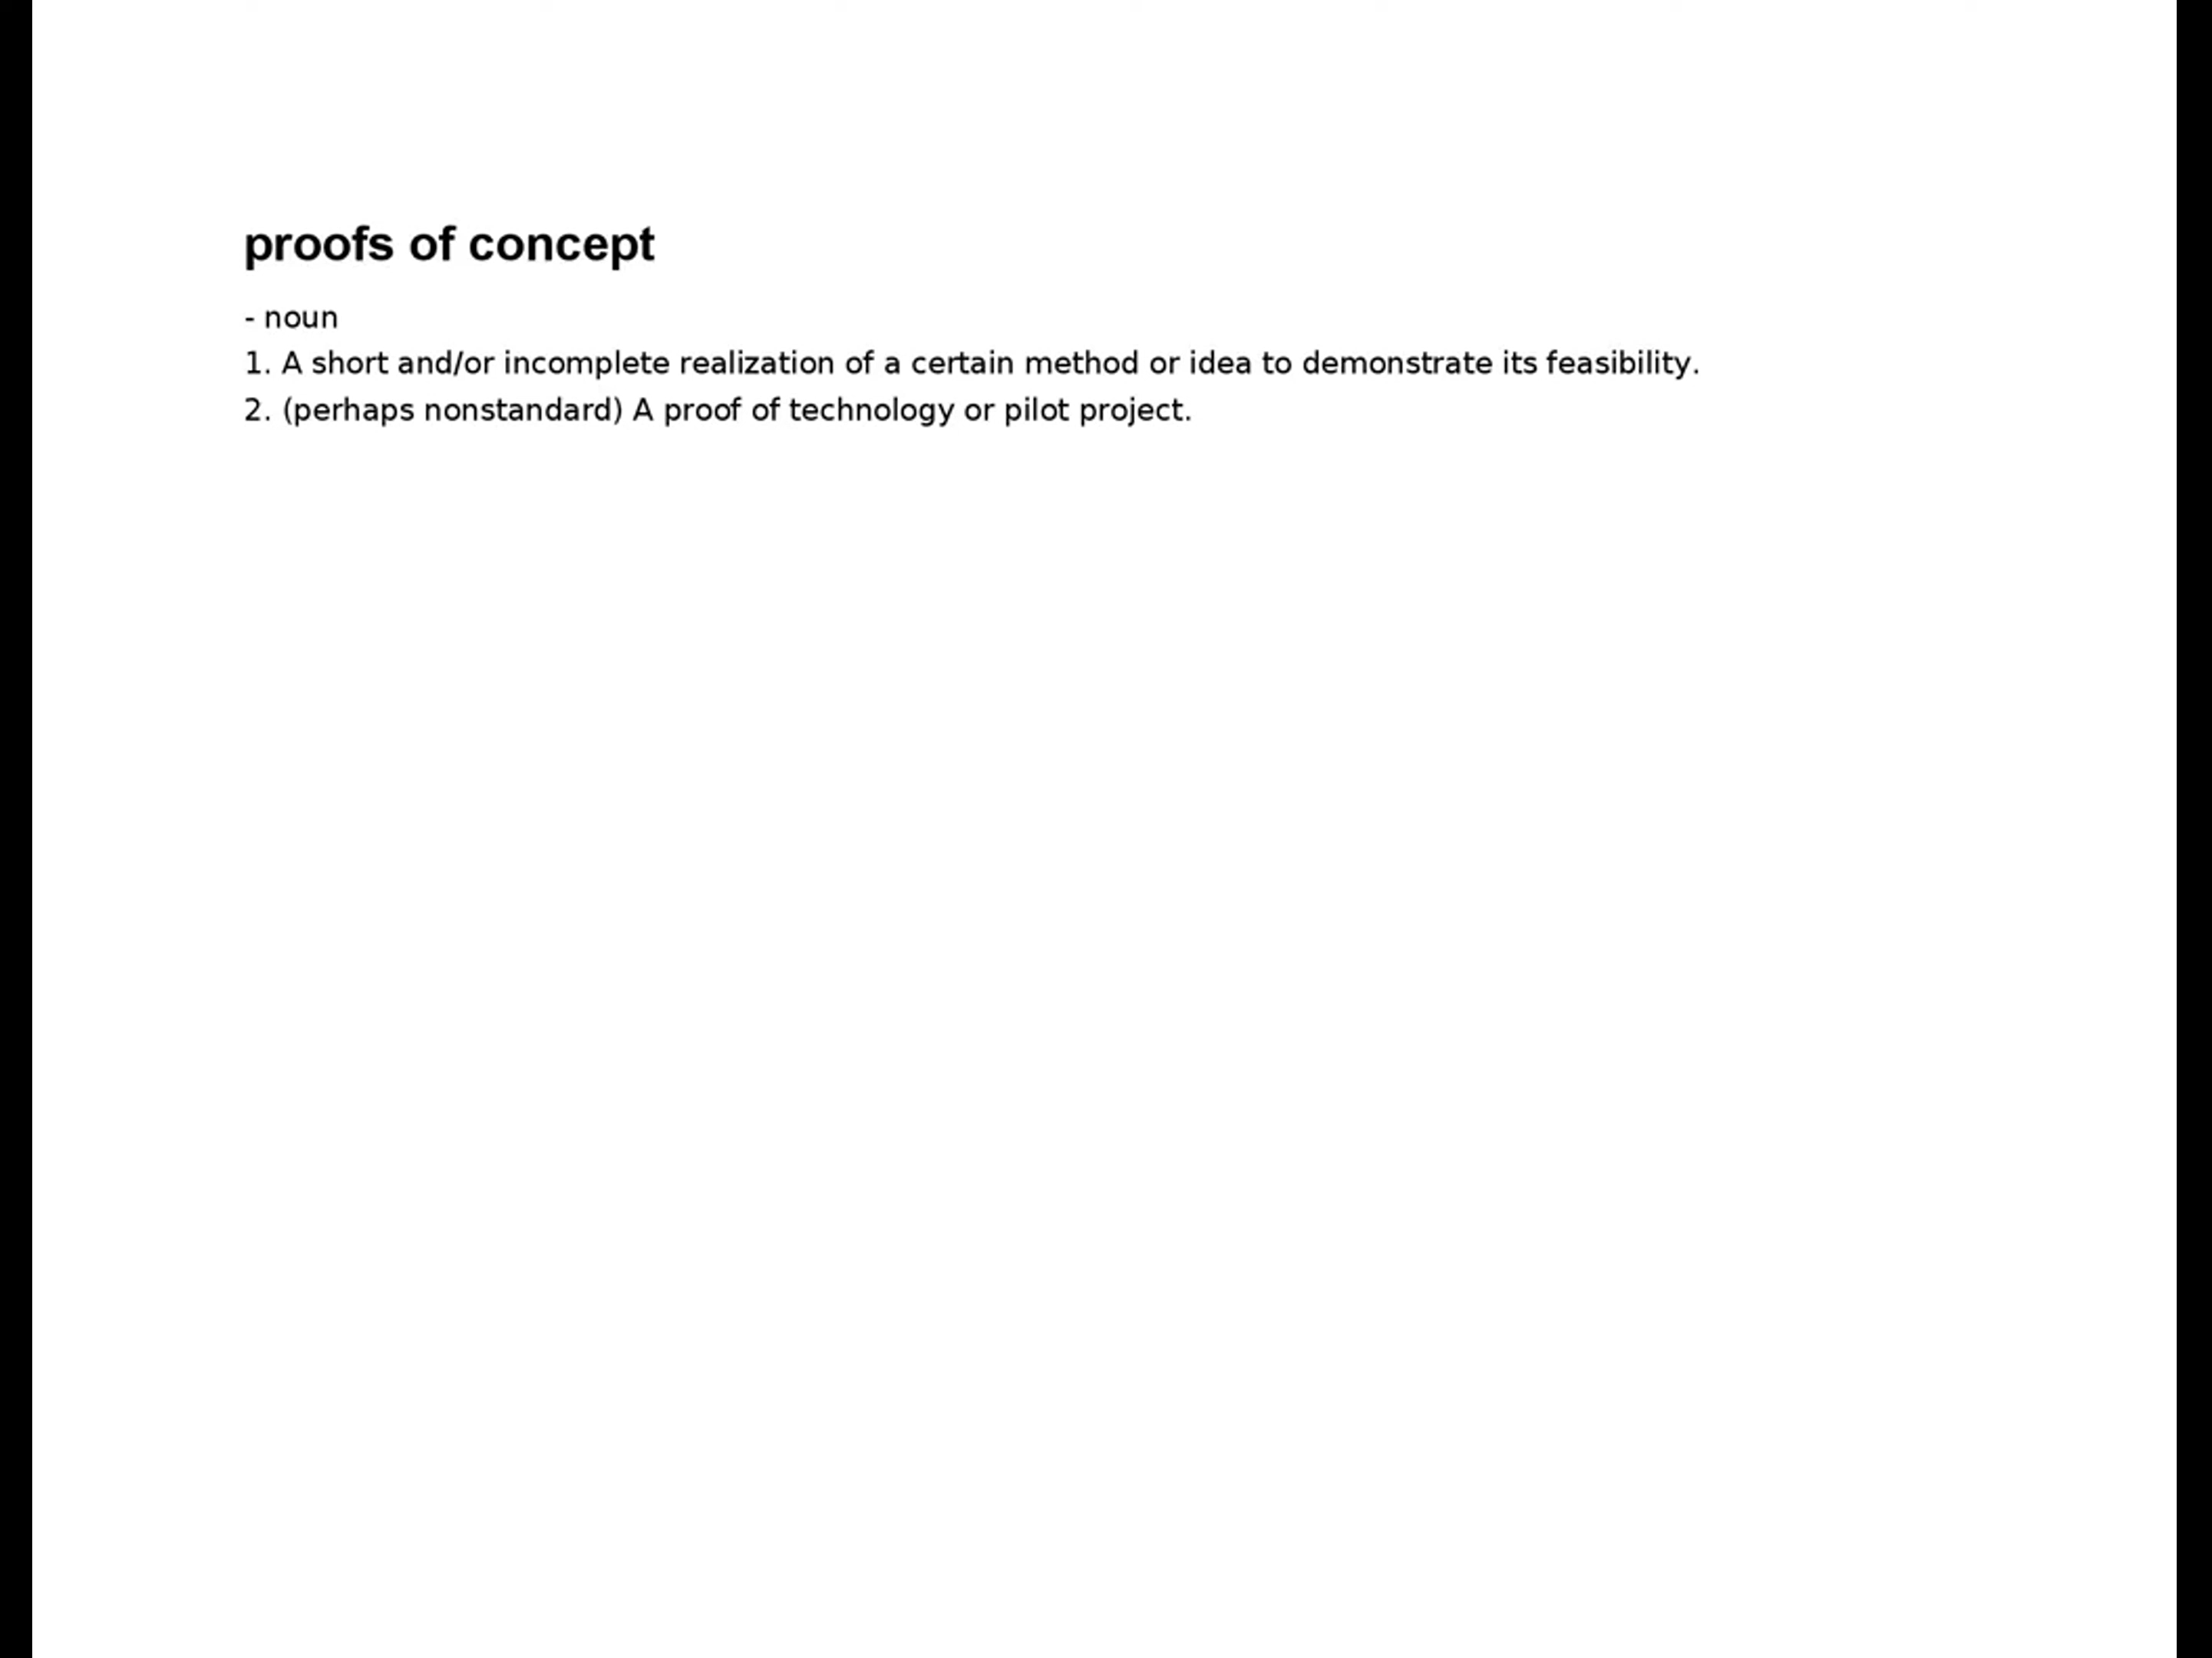 proofs of concept
- noun
1. A short and/or incomplete realization of a certain method or idea to demonstrate its feasibility.
2. (perhaps nonstandard) A proof of technology or pilot project.